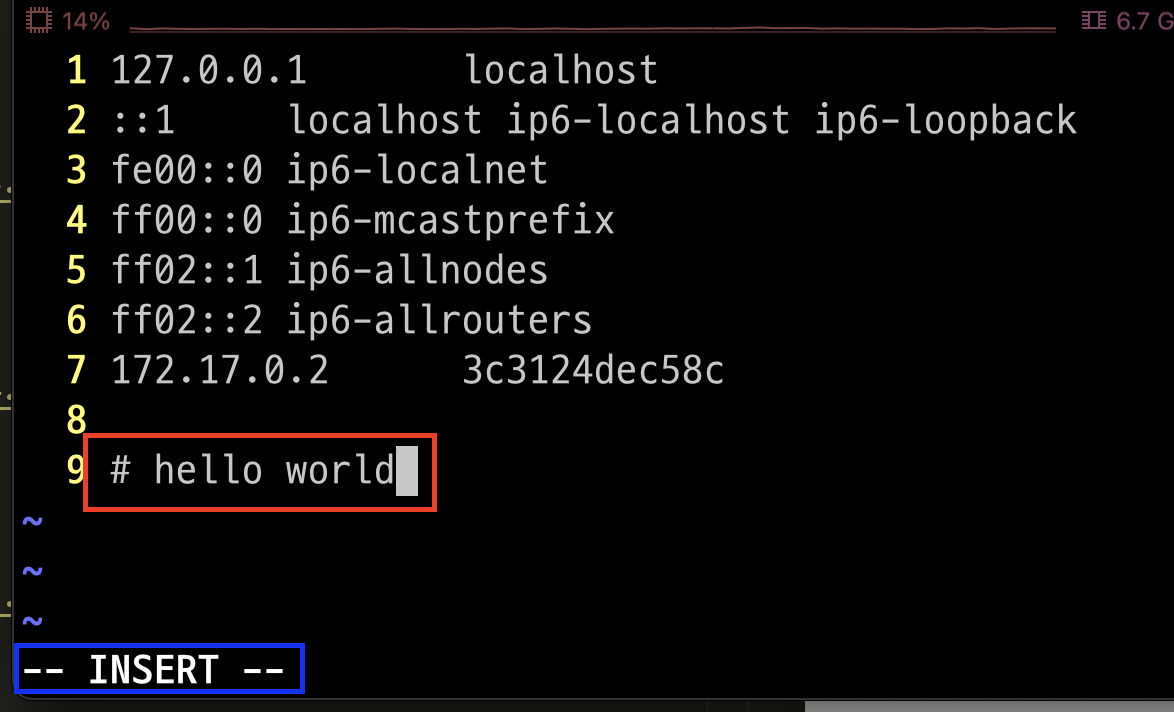 14% 6.7 G
1 127.0.0.1 localhost
2 ::1 localhost ip6-localhost ip6-loopback
3 fe00::0 ip6-localnet
4 ff00::0 ip6-mcastprefix
5 ff02::1 ip6-allnodes
6 ff02::2 ip6-allrouters
7 172.17.0.2 3c3124dec58c
8
9 # hello world
~
~
~
-- INSERT --